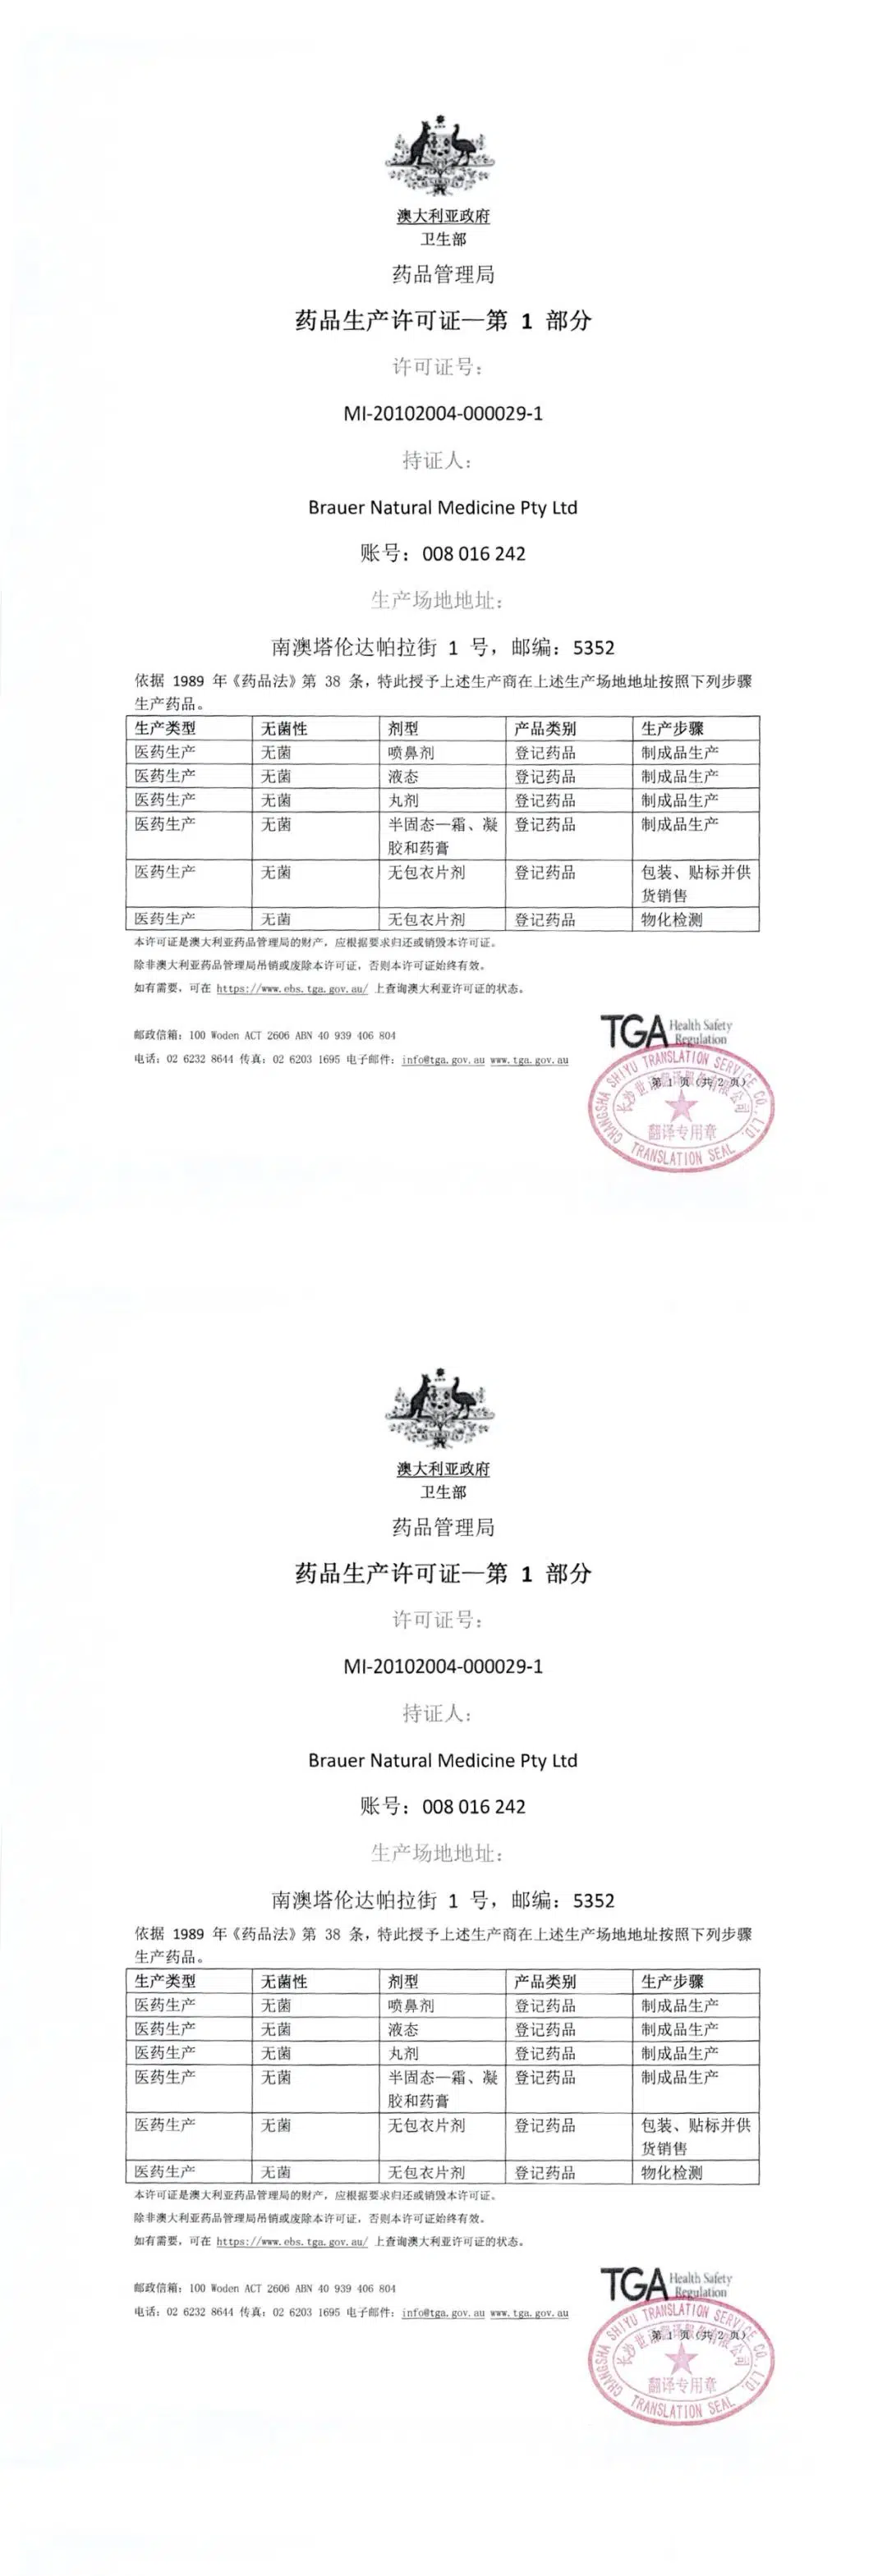 澳大利亚政府
卫生部
药品管理局
药品生产许可证—第 1 部分
许可证号：
MI-20102004-000029-1
持证人：
Brauer Natural Medicine Pty Ltd
账号：008 016 242
生产场地地址：
南澳塔伦达帕拉街 1 号，邮编：5352
依据 1989 年《药品法》第 38 条，特此授予上述生产商在上述生产场地地址按照下列步骤
生产药品。
生产类型 无菌性 剂型 产品类别 生产步骤
医药生产 无菌 喷鼻剂 登记药品 制成品生产
医药生产 无菌 液态 登记药品 制成品生产
医药生产 无菌 丸剂 登记药品 制成品生产
医药生产 无菌 半固态—霜、凝 登记药品 制成品生产
胶和药膏
医药生产 无菌 无包衣片剂 登记药品 包装、贴标并供
货销售
医药生产 无菌 无包衣片剂 登记药品 物化检测
本许可证是澳大利亚药品管理局的财产，应根据要求归还或销毁本许可证。
除非澳大利亚药品管理局吊销或废除本许可证，否则本许可证始终有效。
如有需要，可在 https://www.ebs.tga.gov.au/ 上查询澳大利亚许可证的状态。
邮政信箱：100 Woden ACT 2606 ABN 40 939 406 804
电话：02 6232 8644 传真：02 6203 1695 电子邮件：info@tga.gov.au www.tga.gov.au
TGA Health Safety
Regulation
第 1 页（共 2 页）
CHANGSHA SHIYU TRANSLATION SERVICE CO., LTD.
长沙世语翻译服务有限公司
翻译专用章
TRANSLATION SEAL
澳大利亚政府
卫生部
药品管理局
药品生产许可证—第 1 部分
许可证号：
MI-20102004-000029-1
持证人：
Brauer Natural Medicine Pty Ltd
账号：008 016 242
生产场地地址：
南澳塔伦达帕拉街 1 号，邮编：5352
依据 1989 年《药品法》第 38 条，特此授予上述生产商在上述生产场地地址按照下列步骤
生产药品。
生产类型 无菌性 剂型 产品类别 生产步骤
医药生产 无菌 喷鼻剂 登记药品 制成品生产
医药生产 无菌 液态 登记药品 制成品生产
医药生产 无菌 丸剂 登记药品 制成品生产
医药生产 无菌 半固态—霜、凝 登记药品 制成品生产
胶和药膏
医药生产 无菌 无包衣片剂 登记药品 包装、贴标并供
货销售
医药生产 无菌 无包衣片剂 登记药品 物化检测
本许可证是澳大利亚药品管理局的财产，应根据要求归还或销毁本许可证。
除非澳大利亚药品管理局吊销或废除本许可证，否则本许可证始终有效。
如有需要，可在 https://www.ebs.tga.gov.au/ 上查询澳大利亚许可证的状态。
邮政信箱：100 Woden ACT 2606 ABN 40 939 406 804
电话：02 6232 8644 传真：02 6203 1695 电子邮件：info@tga.gov.au www.tga.gov.au
TGA Health Safety
Regulation
第 1 页（共 2 页）
CHANGSHA SHIYU TRANSLATION SERVICE CO., LTD.
长沙世语翻译服务有限公司
翻译专用章
TRANSLATION SEAL